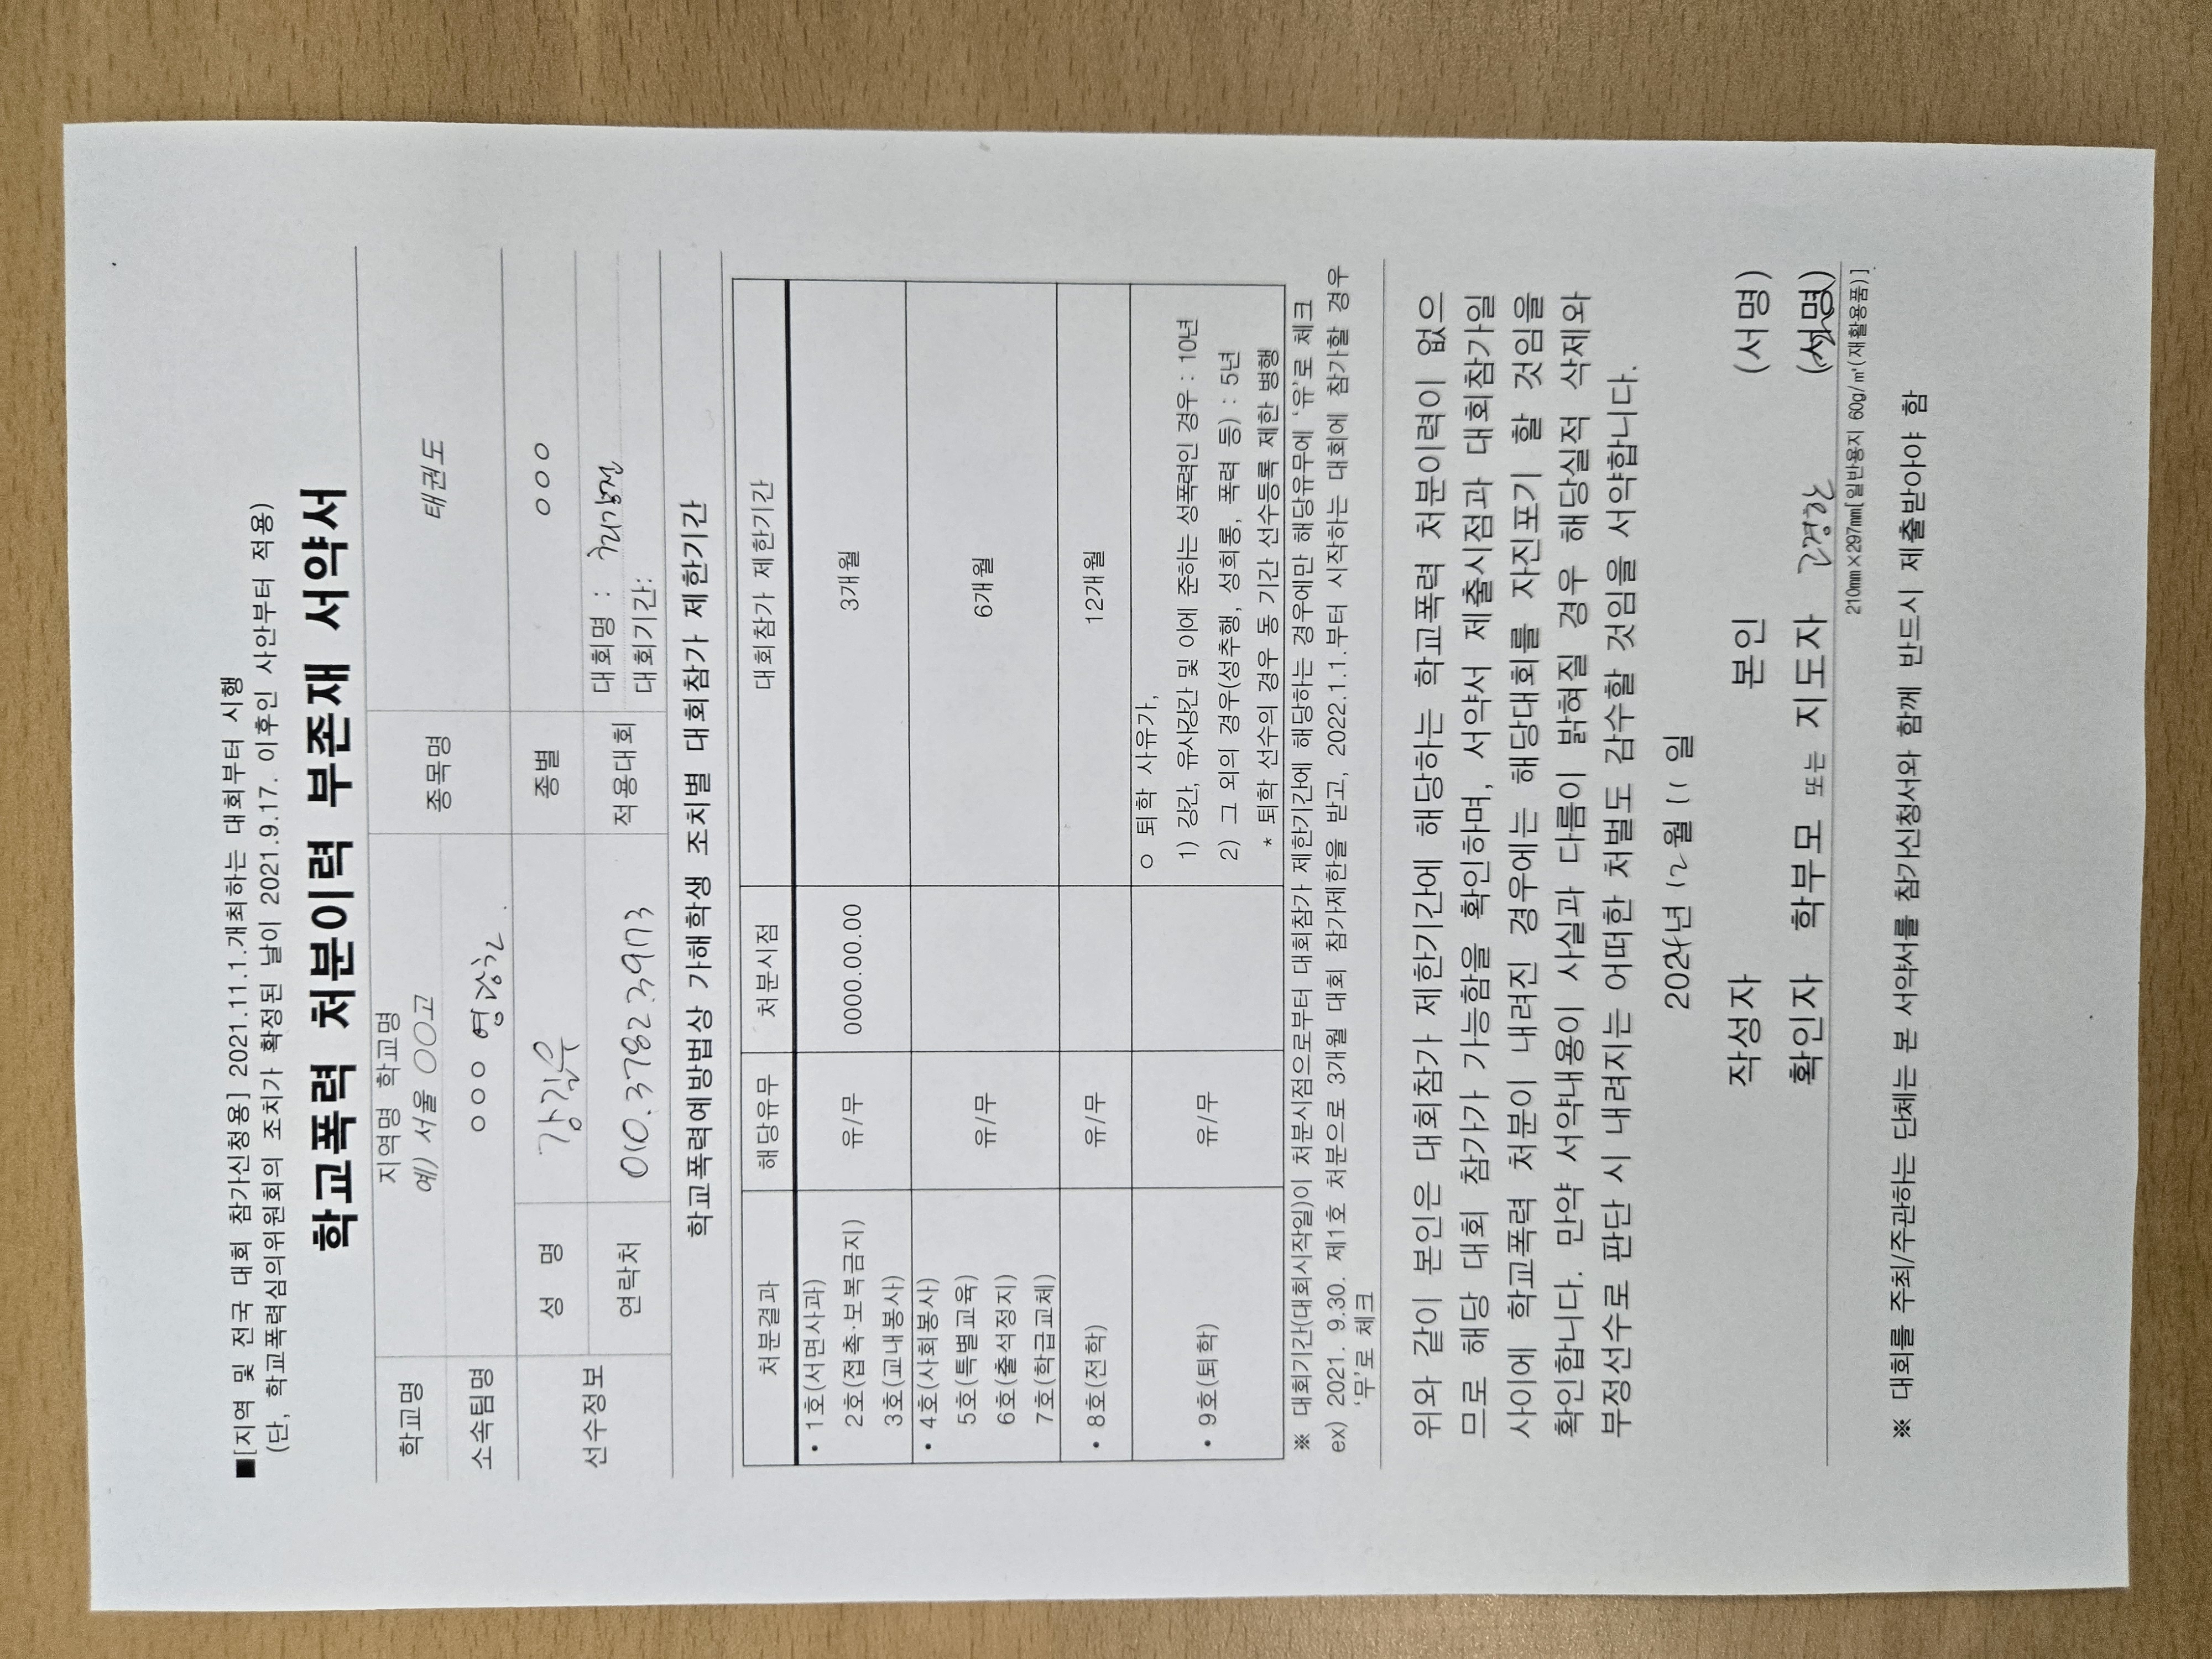 ■[지역 및 전국 대회 참가신청용] 2021.11.1.개최하는 대회부터 시행
(단, 학교폭력심의위원회의 조치가 확정된 날이 2021.9.17. 이후인 사안부터 적용)
학교폭력 처분이력 부존재 서약서
학교명 지역명 학교명 예) 서울 ○○고 종목명 태권도
소속팀명 ○○○ 종별 ○○○
선수정보 성 명 강김우 적용대회 대회명 :
연락처 010.3782.3973 대회기간:
학교폭력예방법상 가해학생 조치별 대회참가 제한기간
처분결과 해당유무 처분시점 대회참가 제한기간
• 1호(서면사과)
2호(접촉·보복금지) 유/무 0000.00.00 3개월
3호(교내봉사)
• 4호(사회봉사)
5호(특별교육) 유/무 6개월
6호(출석정지)
7호(학급교체)
• 8호(전학) 유/무 12개월
• 9호(퇴학) 유/무 ㅇ 퇴학 사유가,
1) 강간, 유사강간 및 이에 준하는 성폭력인 경우 : 10년
2) 그 외의 경우(성추행, 성희롱, 폭력 등) : 5년
* 퇴학 선수의 경우 동 기간 선수등록 제한 병행
※ 대회기간(대회시작일)이 처분시점으로부터 대회참가 제한기간에 해당하는 경우에만 해당유무에 '유'로 체크
ex) 2021. 9.30. 제1호 처분으로 3개월 대회 참가제한을 받고, 2022.1.1.부터 시작하는 대회에 참가할 경우
'무'로 체크
위와 같이 본인은 대회참가 제한기간에 해당하는 학교폭력 처분이력이 없으
므로 해당 대회 참가가 가능함을 확인하며, 서약서 제출시점과 대회참가일
사이에 학교폭력 처분이 내려진 경우에는 해당대회를 자진포기 할 것임을
확인합니다. 만약 서약내용이 사실과 다름이 밝혀질 경우 해당실적 삭제와
부정선수로 판단 시 내려지는 어떠한 처벌도 감수할 것임을 서약합니다.
2024년 12월 11일
작성자 본인 (서명)
확인자 학부모 또는 지도자 (서명)
210mm×297mm[일반용지 60g/㎡(재활용품)]
※ 대회를 주최/주관하는 단체는 본 서약서를 참가신청서와 함께 반드시 제출받아야 함